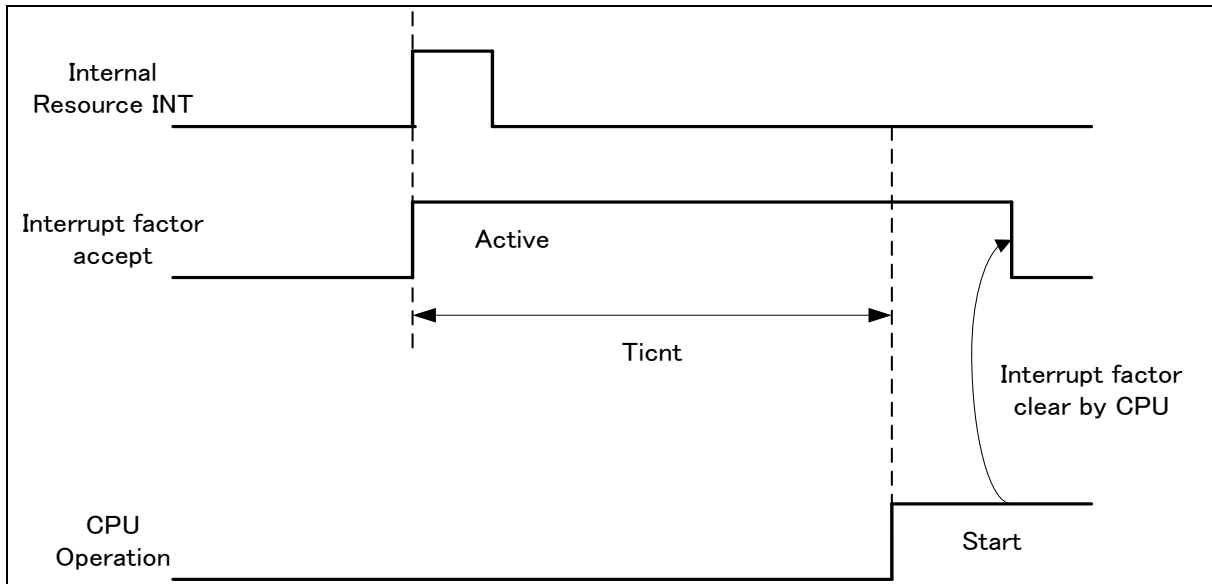 Internal
Resource INT
Interrupt factor
accept
Active
Ticnt
Interrupt factor
clear by CPU
CPU
Operation
Start